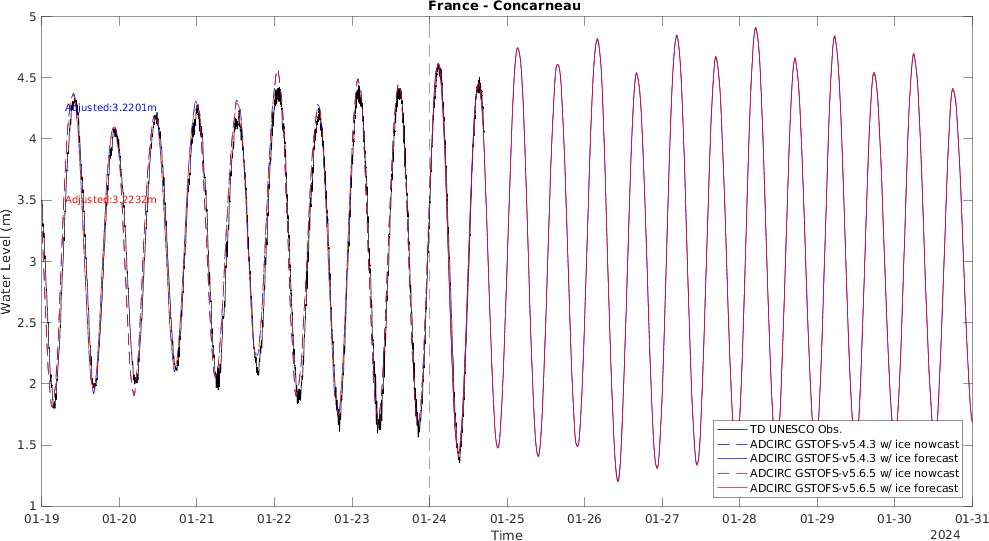 France - Concarneau
Water Level (m)
5
4.5
4
3.5
3
2.5
2
1.5
1
Adjusted:3.2201m
Adjusted:3.2232m
TD UNESCO Obs.
ADCIRC GSTOFS-v5.4.3 w/ ice nowcast
ADCIRC GSTOFS-v5.4.3 w/ ice forecast
ADCIRC GSTOFS-v5.6.5 w/ ice nowcast
ADCIRC GSTOFS-v5.6.5 w/ ice forecast
01-19 01-20 01-21 01-22 01-23 01-24 01-25 01-26 01-27 01-28 01-29 01-30 01-31
Time
2024